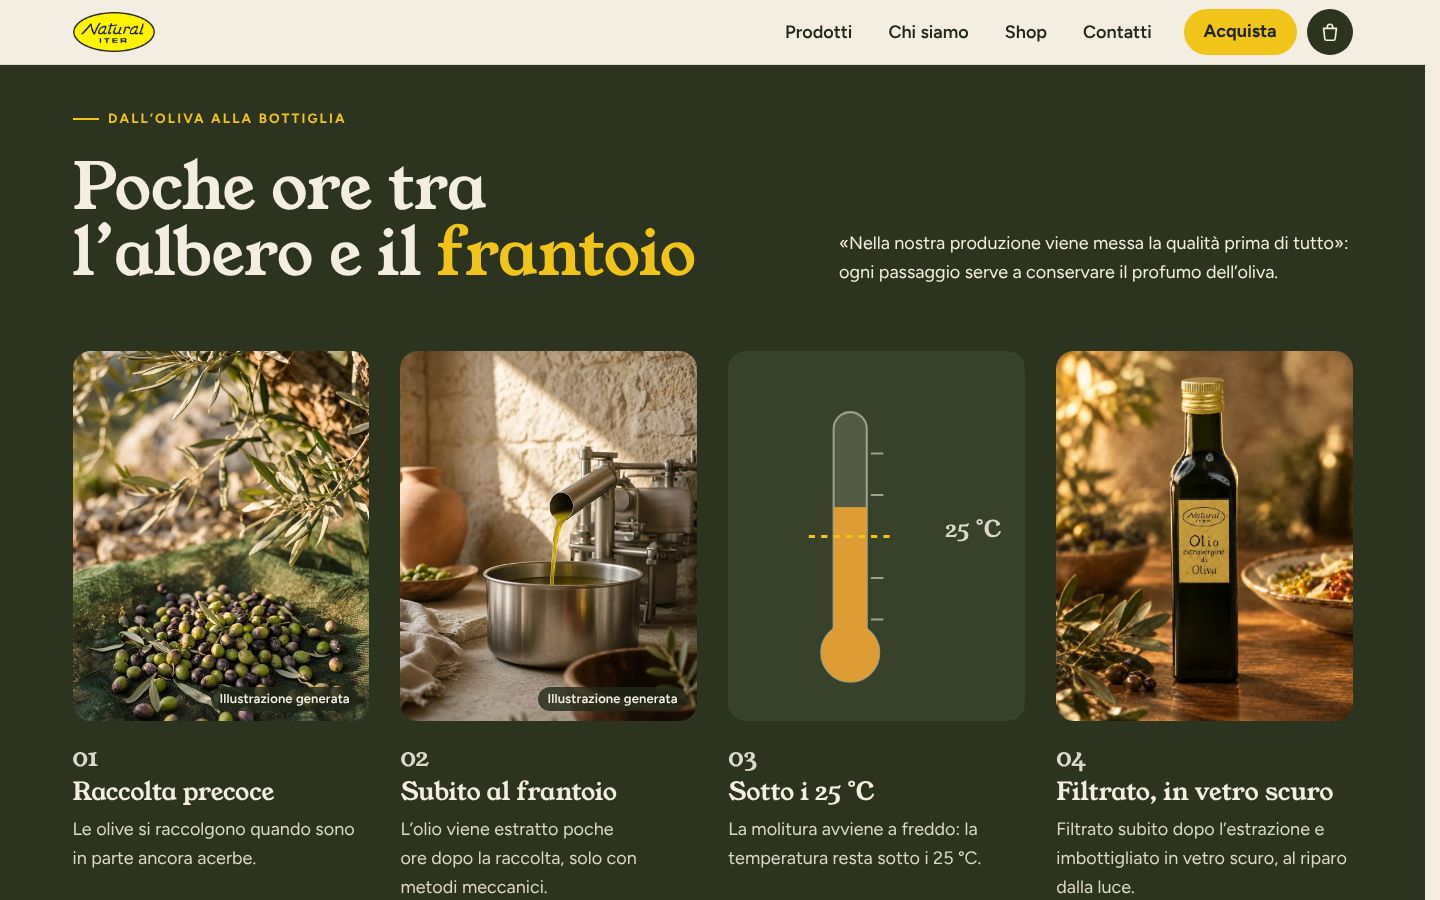 Natural
ITER
Prodotti
Chi siamo
Shop
Contatti
Acquista
DALL’OLIVA ALLA BOTTIGLIA
Poche ore tra
l’albero e il frantoio
«Nella nostra produzione viene messa la qualità prima di tutto»:
ogni passaggio serve a conservare il profumo dell’oliva.
Illustrazione generata
Illustrazione generata
25 °C
Natural
ITER
Olio
extravergine
di
Oliva
01
Raccolta precoce
Le olive si raccolgono quando sono
in parte ancora acerbe.
02
Subito al frantoio
L’olio viene estratto poche
ore dopo la raccolta, solo con
metodi meccanici.
03
Sotto i 25 °C
La molitura avviene a freddo: la
temperatura resta sotto i 25 °C.
04
Filtrato, in vetro scuro
Filtrato subito dopo l’estrazione e
imbottigliato in vetro scuro, al riparo
dalla luce.